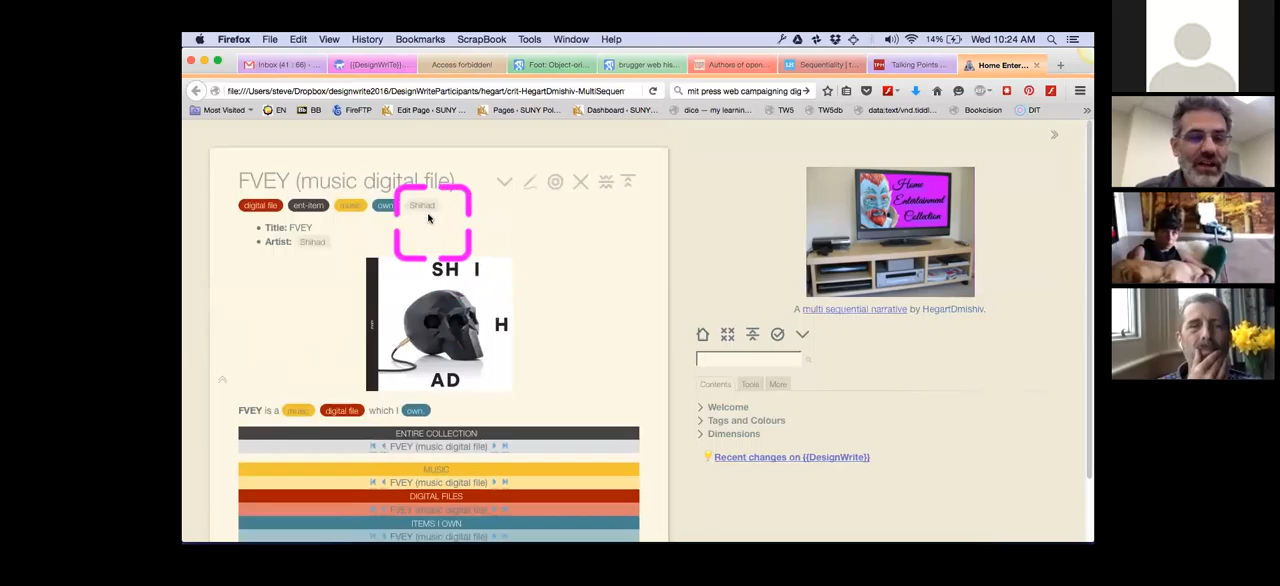 Firefox File Edit View History Bookmarks ScrapBook Tools Window Help 14% Wed 10:24 AM
Inbox (41 : 66) - ... {{DesignWrite}}... Access forbidden! Foot: Object-ori... brugger web his... Authors of open... Sequentiality | t... Talking Points ... Home Enter...
file:///Users/steve/Dropbox/designwrite2016/DesignWriteParticipants/hegart/crit-HegartDmishiv-MultiSequen mit press web campaigning dig
Most Visited EN BB FireFTP Edit Page ‹ SUNY ... Pages ‹ SUNY Pol... Dashboard ‹ SUNY... dice — my learnin... TW5 TW5db data:text/vnd.tiddl... Bookcision DIT
FVEY (music digital file)
digital file ent-item music own Shihad
Title: FVEY
Artist: Shihad
SH I
H
AD
FVEY is a music digital file which I own.
ENTIRE COLLECTION
FVEY (music digital file)
MUSIC
FVEY (music digital file)
DIGITAL FILES
FVEY (music digital file)
ITEMS I OWN
FVEY (music digital file)
Home
Entertainment
Collection
A multi sequential narrative by HegartDmishiv.
Contents Tools More
Welcome
Tags and Colours
Dimensions
Recent changes on {{DesignWrite}}